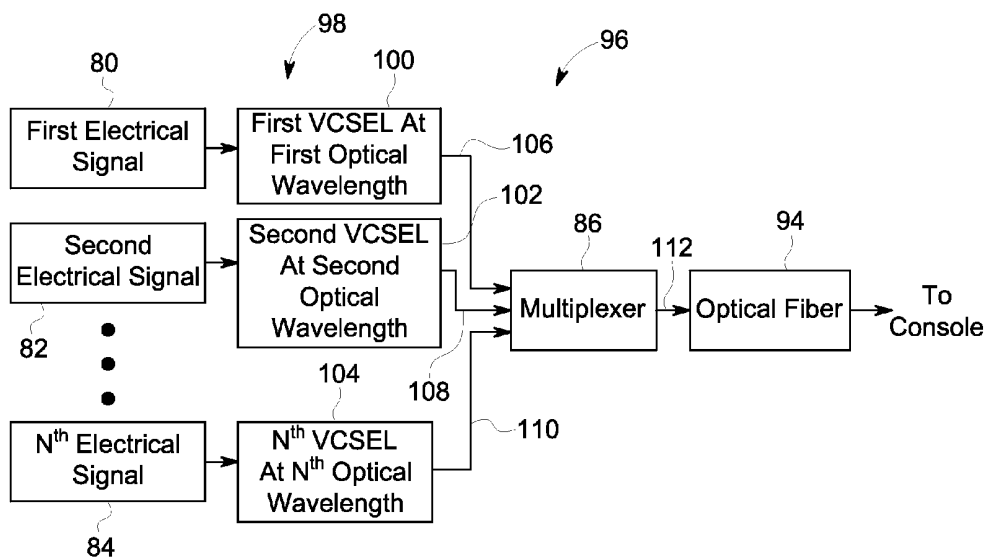 98
96
80
100
First Electrical
Signal
First VCSEL At
First Optical
Wavelength
106
102
Second
Electrical Signal
82
Second VCSEL
At Second
Optical
Wavelength
108
86
Multiplexer
112
94
Optical Fiber
To
Console
104
110
Nth Electrical
Signal
84
Nth VCSEL
At Nth Optical
Wavelength